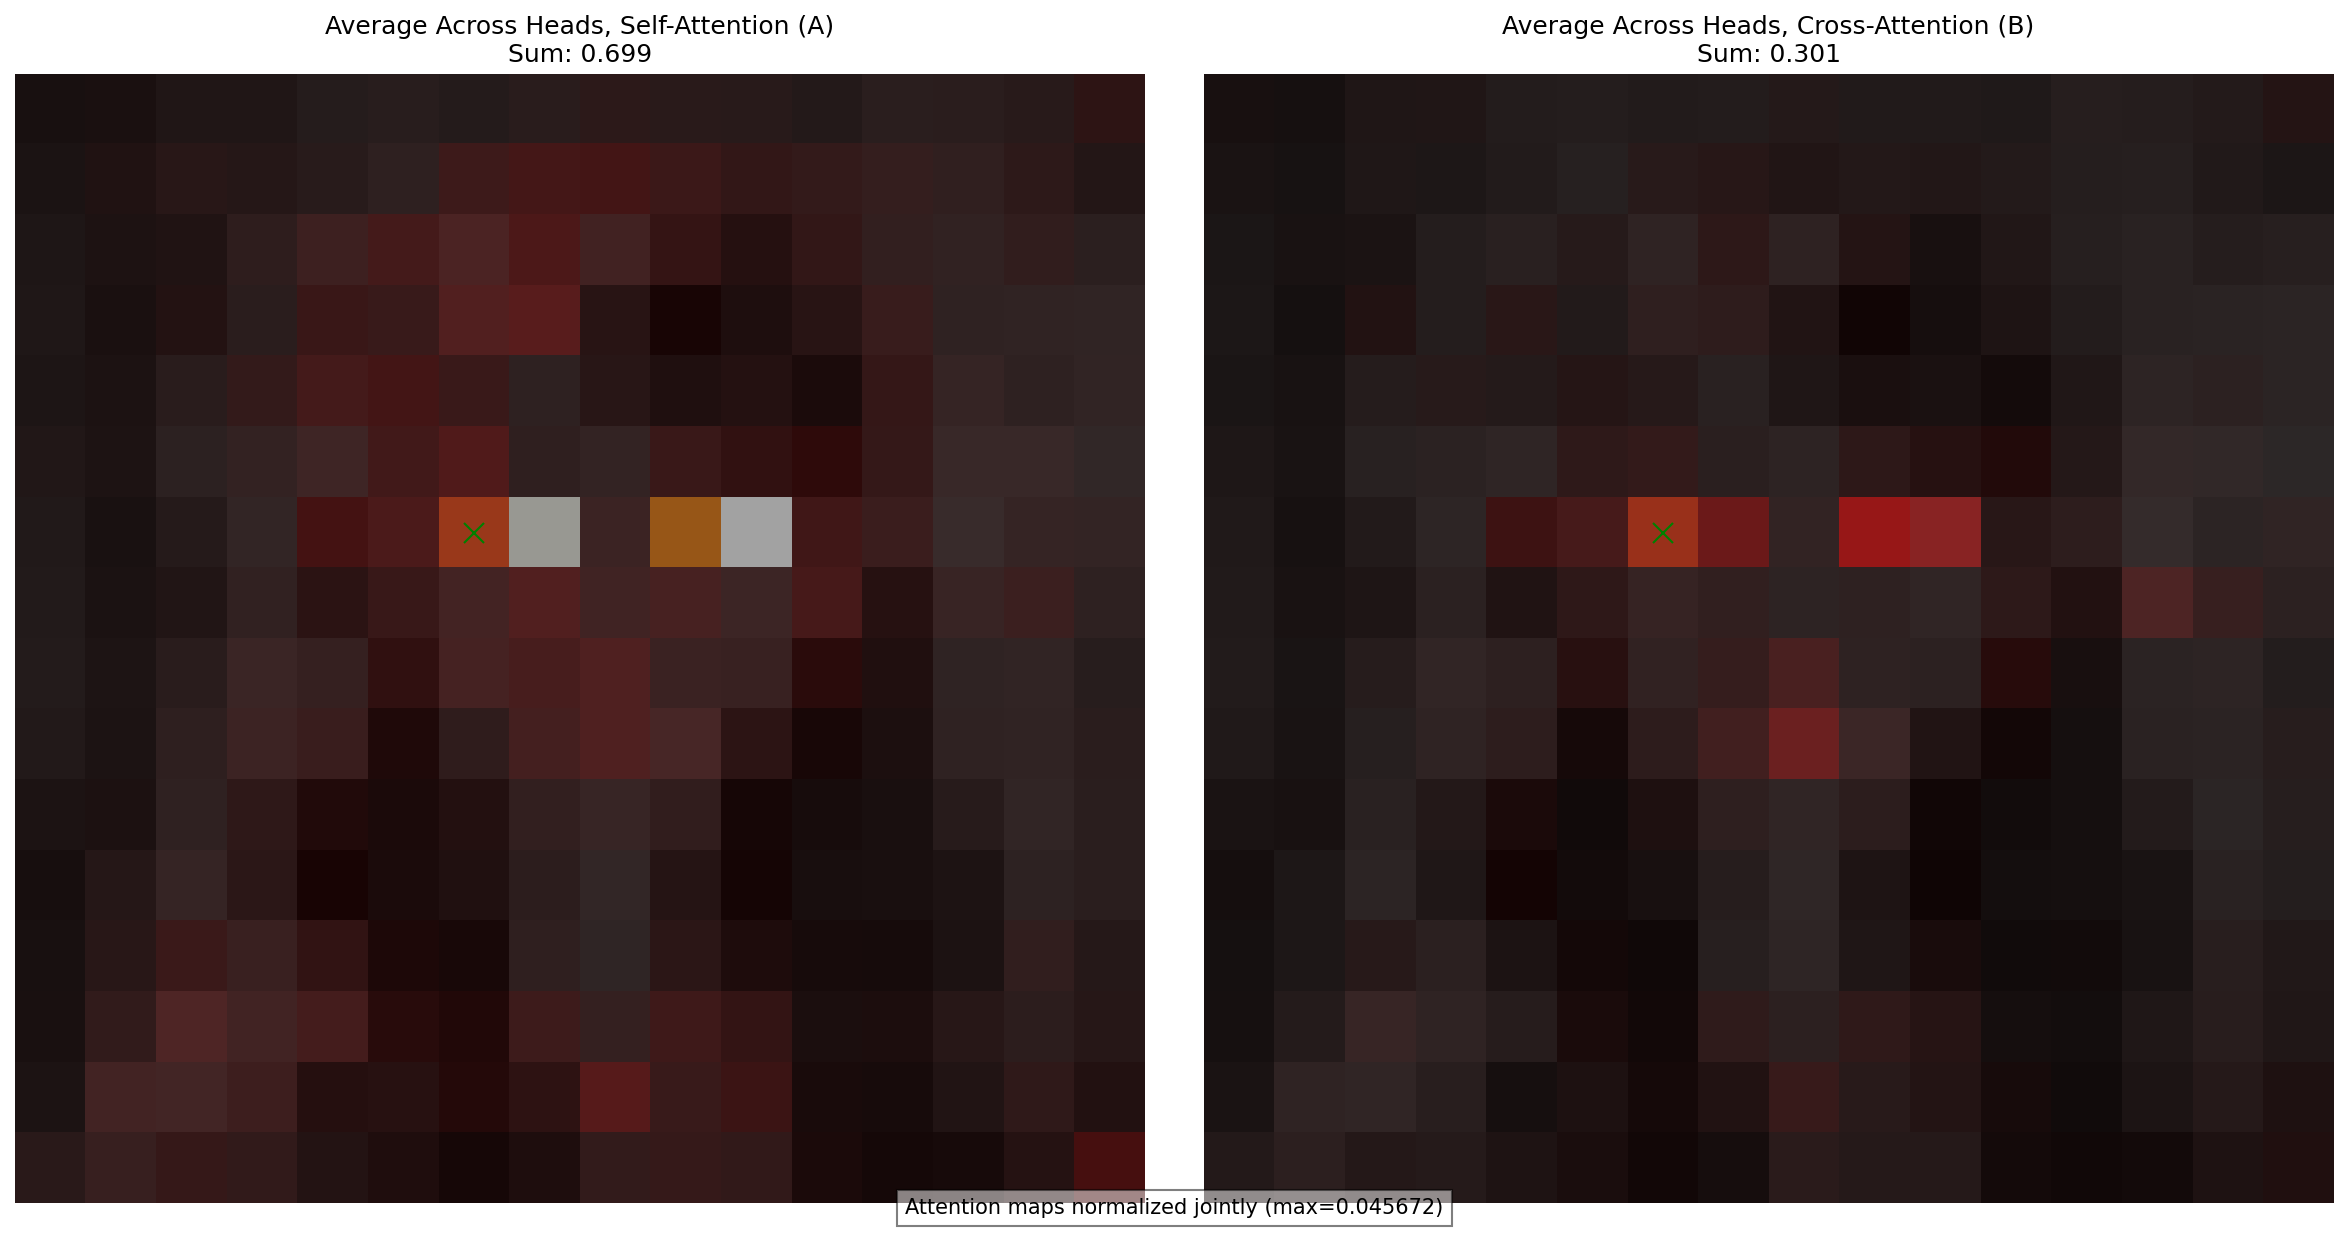 Average Across Heads, Self-Attention (A)
Sum: 0.699
Average Across Heads, Cross-Attention (B)
Sum: 0.301
Attention maps normalized jointly (max=0.045672)